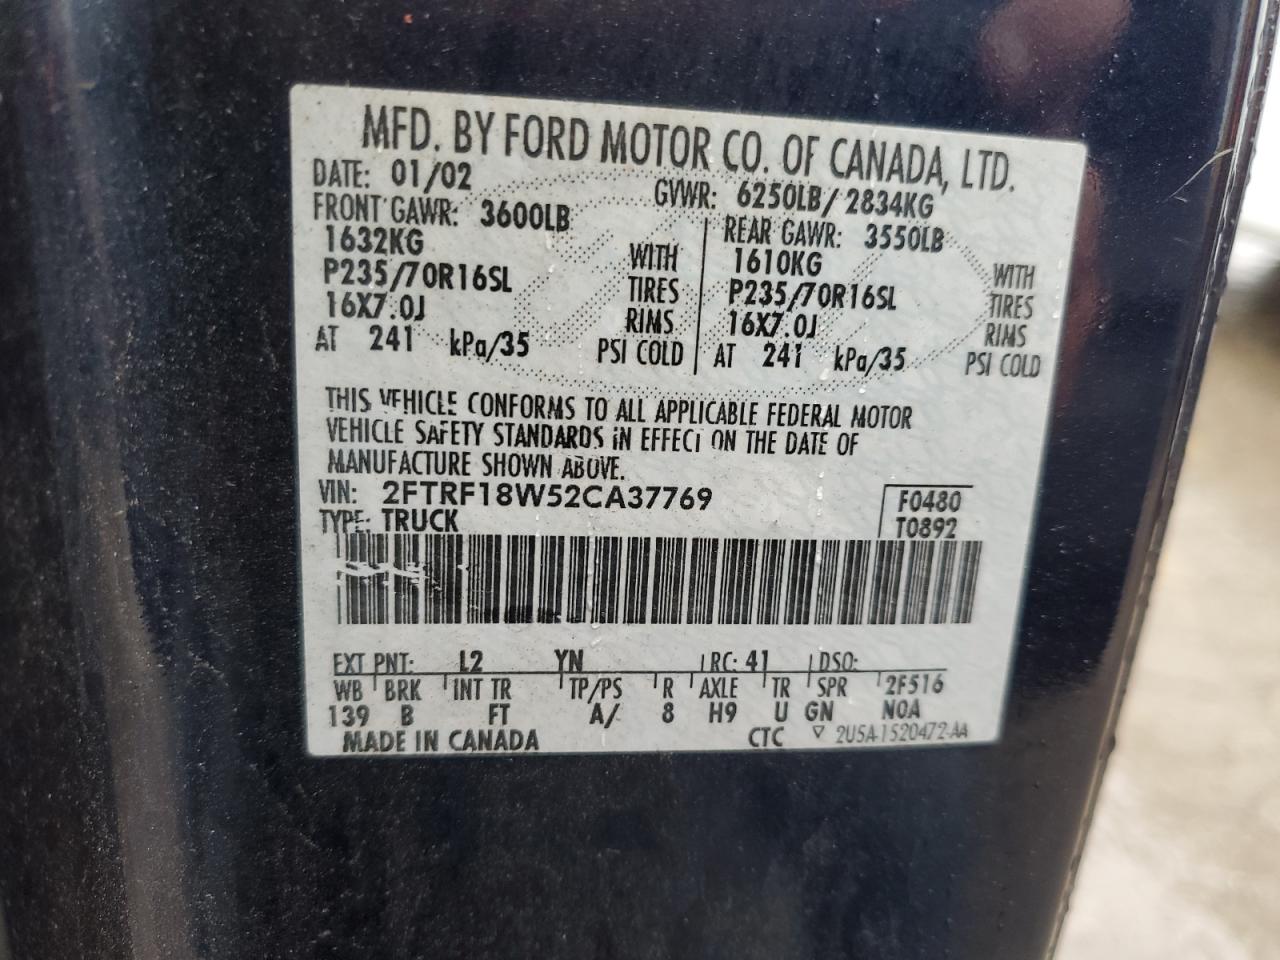 MFD. BY FORD MOTOR CO. OF CANADA, LTD.
DATE: 01/02 GVWR: 6250LB/ 2834KG
FRONT GAWR: 3600LB REAR GAWR: 3550LB
1632KG WITH 1610KG WITH
P235/70R16SL TIRES P235/70R16SL TIRES
16X7.0J RIMS 16X7.0J RIMS
AT 241 kPa/35 PSI COLD AT 241 kPa/35 PSI COLD
THIS VEHICLE CONFORMS TO ALL APPLICABLE FEDERAL MOTOR
VEHICLE SAFETY STANDARDS IN EFFECT ON THE DATE OF
MANUFACTURE SHOWN ABOVE.
VIN: 2FTRF18W52CA37769 F0480
TYPE: TRUCK T0892
EXT PNT: L2 YN RC: 41 DSO:
WB BRK INT TR TP/PS R AXLE TR SPR 2F516
139 B FT A/ 8 H9 U GN NOA
MADE IN CANADA CTC ▽ 2U5A-1520472-AA